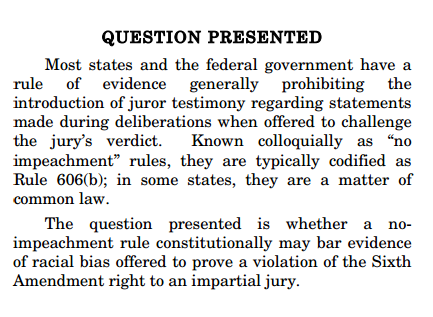 QUESTION PRESENTED
Most states and the federal government have a
rule of evidence generally prohibiting the
introduction of juror testimony regarding statements
made during deliberations when offered to challenge
the jury's verdict. Known colloquially as "no
impeachment" rules, they are typically codified as
Rule 606(b); in some states, they are a matter of
common law.
The question presented is whether a no-
impeachment rule constitutionally may bar evidence
of racial bias offered to prove a violation of the Sixth
Amendment right to an impartial jury.